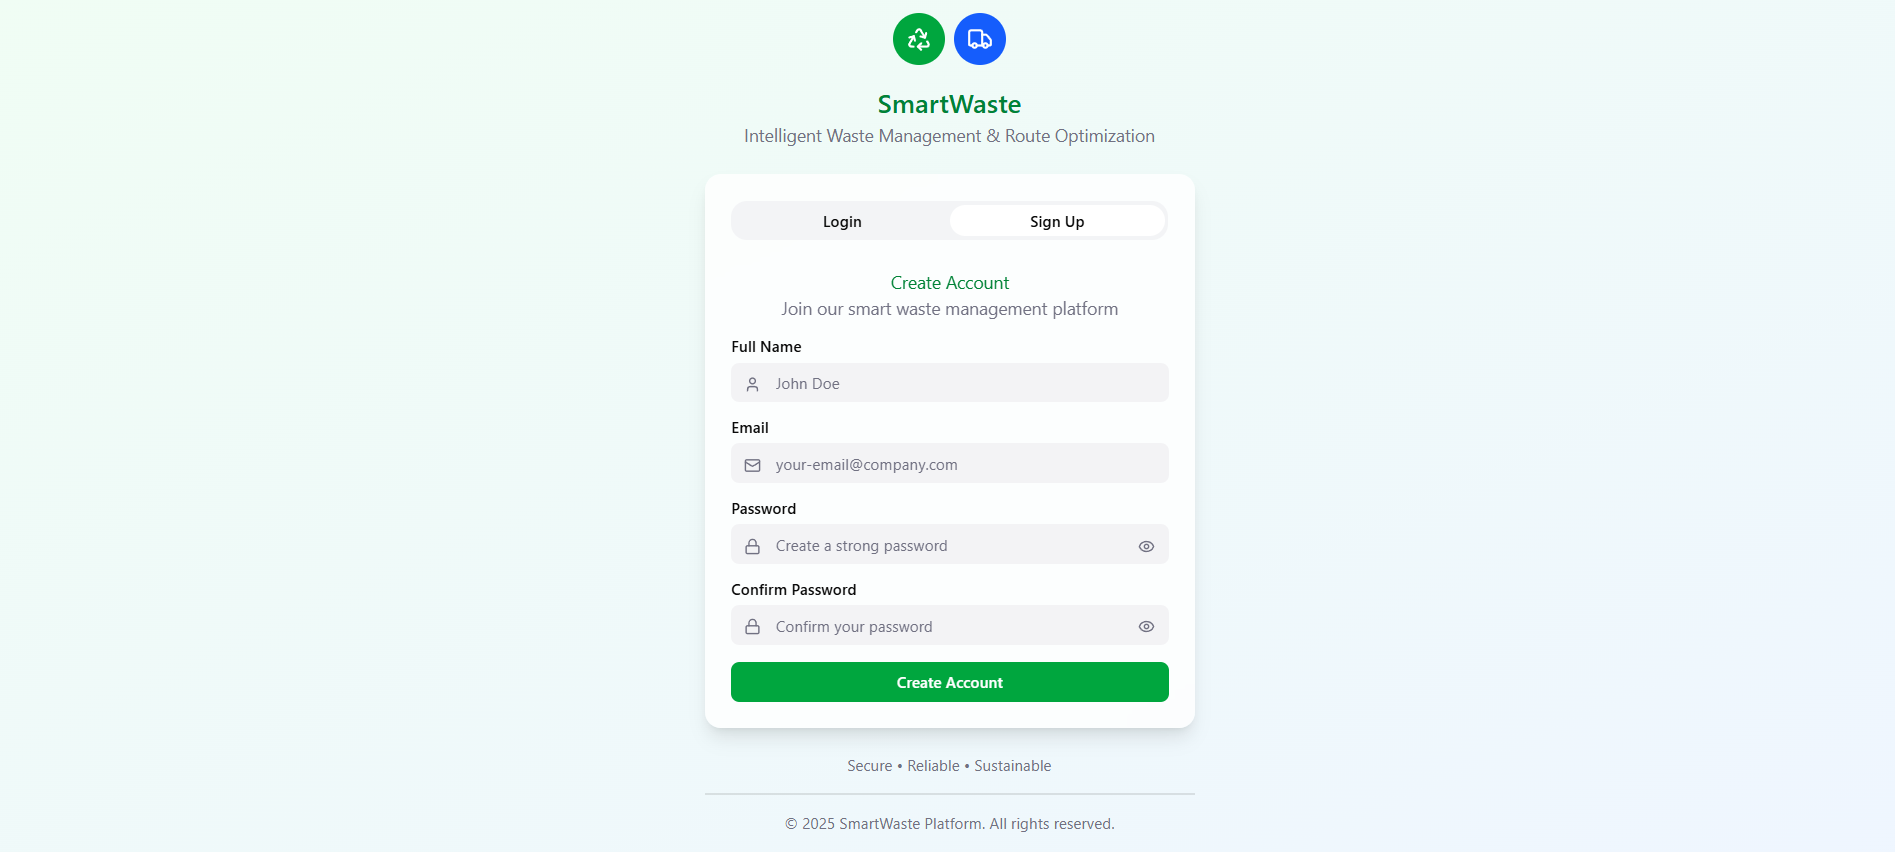 SmartWaste
Intelligent Waste Management & Route Optimization
Login
Sign Up
Create Account
Join our smart waste management platform
Full Name
John Doe
Email
your-email@company.com
Password
Create a strong password
Confirm Password
Confirm your password
Create Account
Secure • Reliable • Sustainable
© 2025 SmartWaste Platform. All rights reserved.